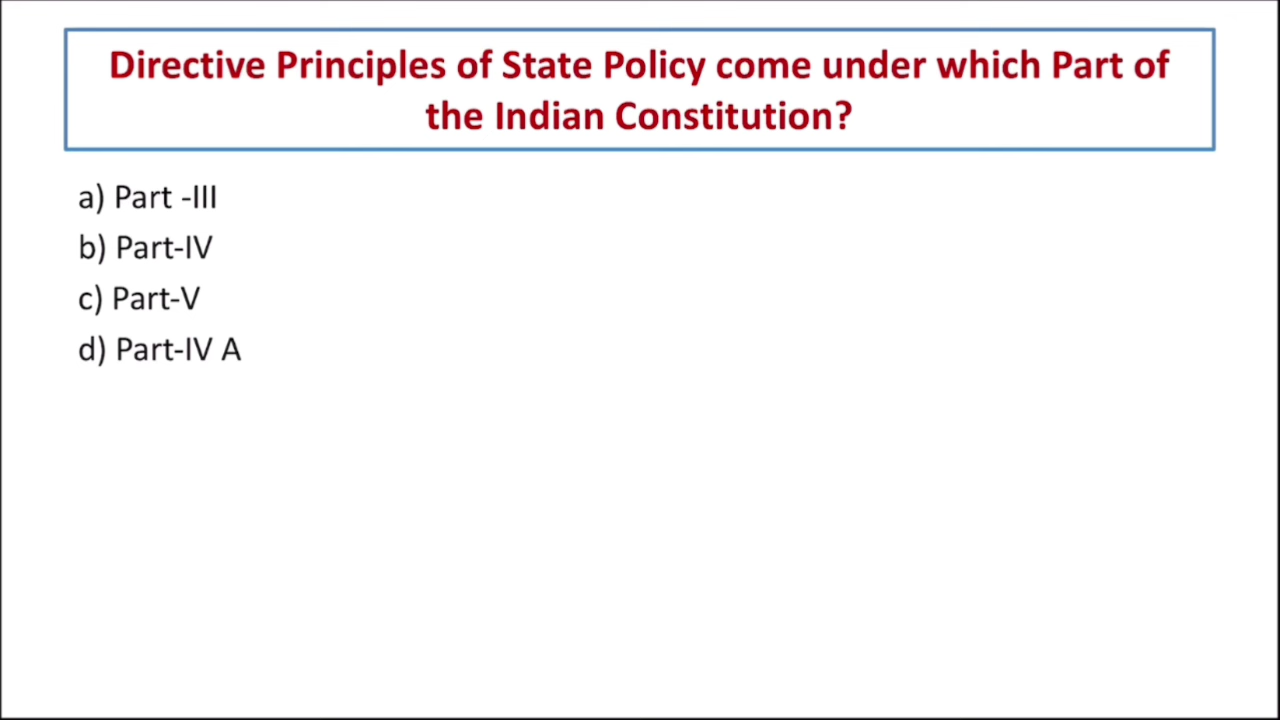 Directive Principles of State Policy come under which Part of
the Indian Constitution?
a) Part -III
b) Part-IV
c) Part-V
d) Part-IV A